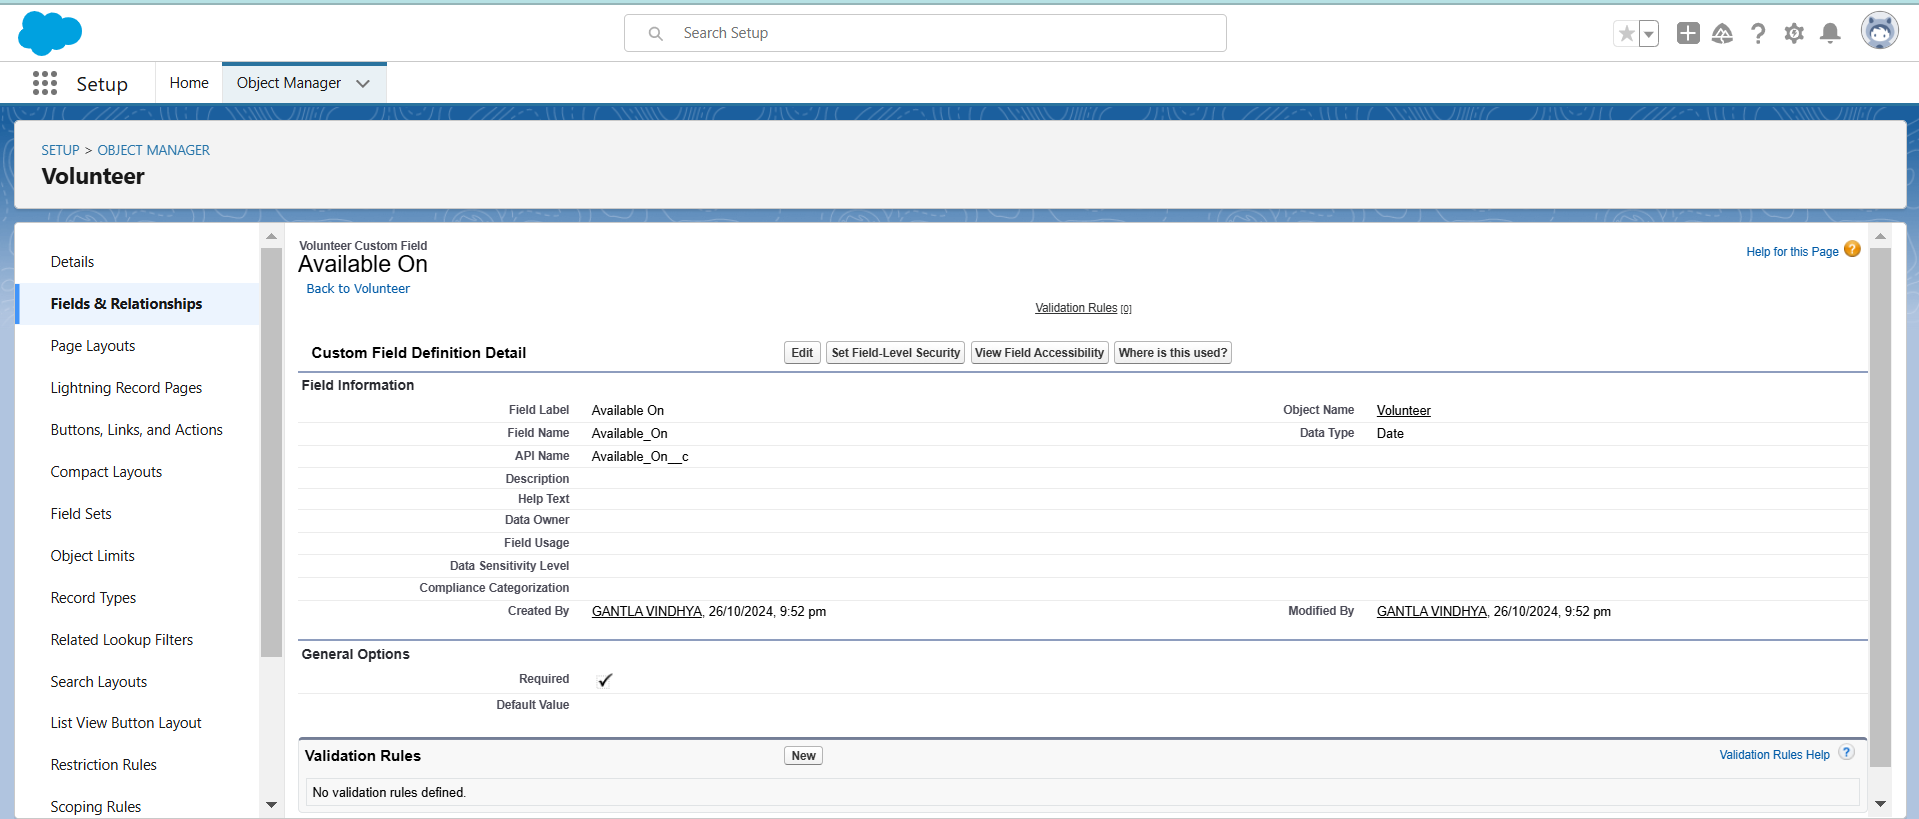 Search Setup
Setup
Home
Object Manager
SETUP > OBJECT MANAGER
Volunteer
Details
Fields & Relationships
Page Layouts
Lightning Record Pages
Buttons, Links, and Actions
Compact Layouts
Field Sets
Object Limits
Record Types
Related Lookup Filters
Search Layouts
List View Button Layout
Restriction Rules
Scoping Rules
Volunteer Custom Field
Available On
Back to Volunteer
Help for this Page ?
Validation Rules [0]
Custom Field Definition Detail
Edit
Set Field-Level Security
View Field Accessibility
Where is this used?
Field Information
Field Label Available On
Object Name Volunteer
Field Name Available_On
Data Type Date
API Name Available_On__c
Description
Help Text
Data Owner
Field Usage
Data Sensitivity Level
Compliance Categorization
Created By GANTLA VINDHYA, 26/10/2024, 9:52 pm
Modified By GANTLA VINDHYA, 26/10/2024, 9:52 pm
General Options
Required
Default Value
Validation Rules
New
Validation Rules Help ?
No validation rules defined.